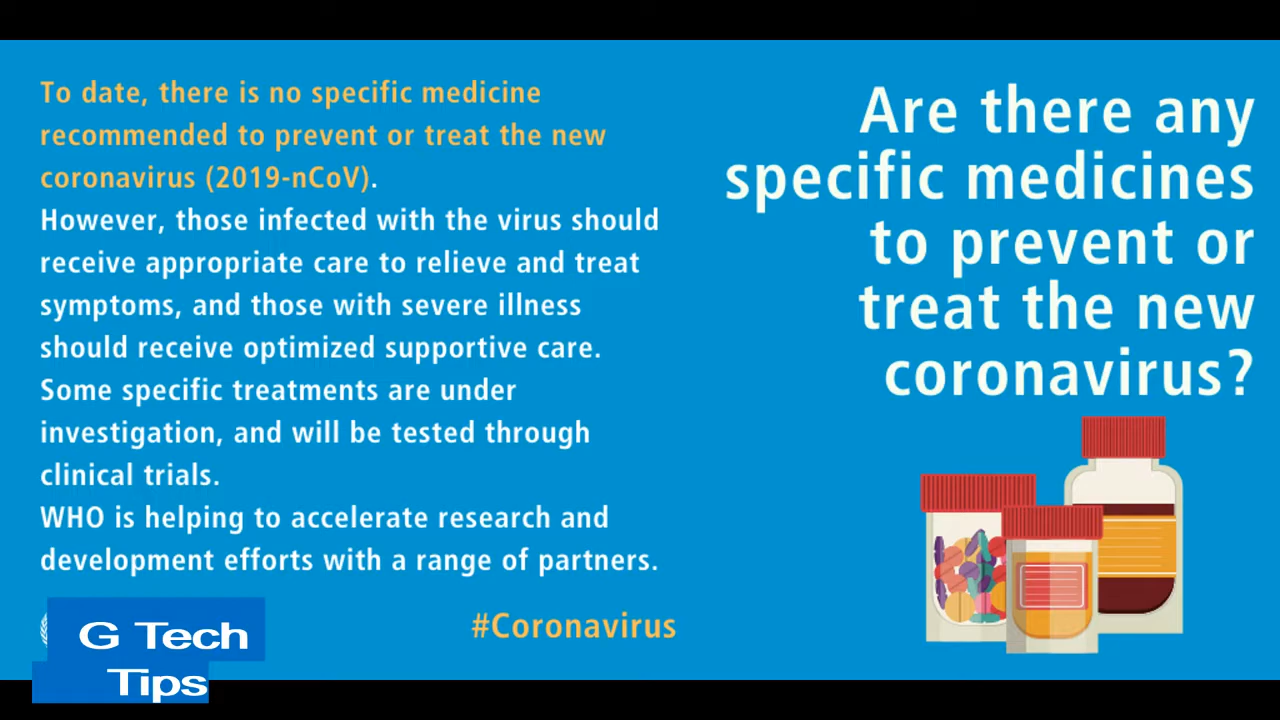 To date, there is no specific medicine
recommended to prevent or treat the new
coronavirus (2019-nCoV).
However, those infected with the virus should
receive appropriate care to relieve and treat
symptoms, and those with severe illness
should receive optimized supportive care.
Some specific treatments are under
investigation, and will be tested through
clinical trials.
WHO is helping to accelerate research and
development efforts with a range of partners.
#Coronavirus
Are there any
specific medicines
to prevent or
treat the new
coronavirus?
G Tech
Tips